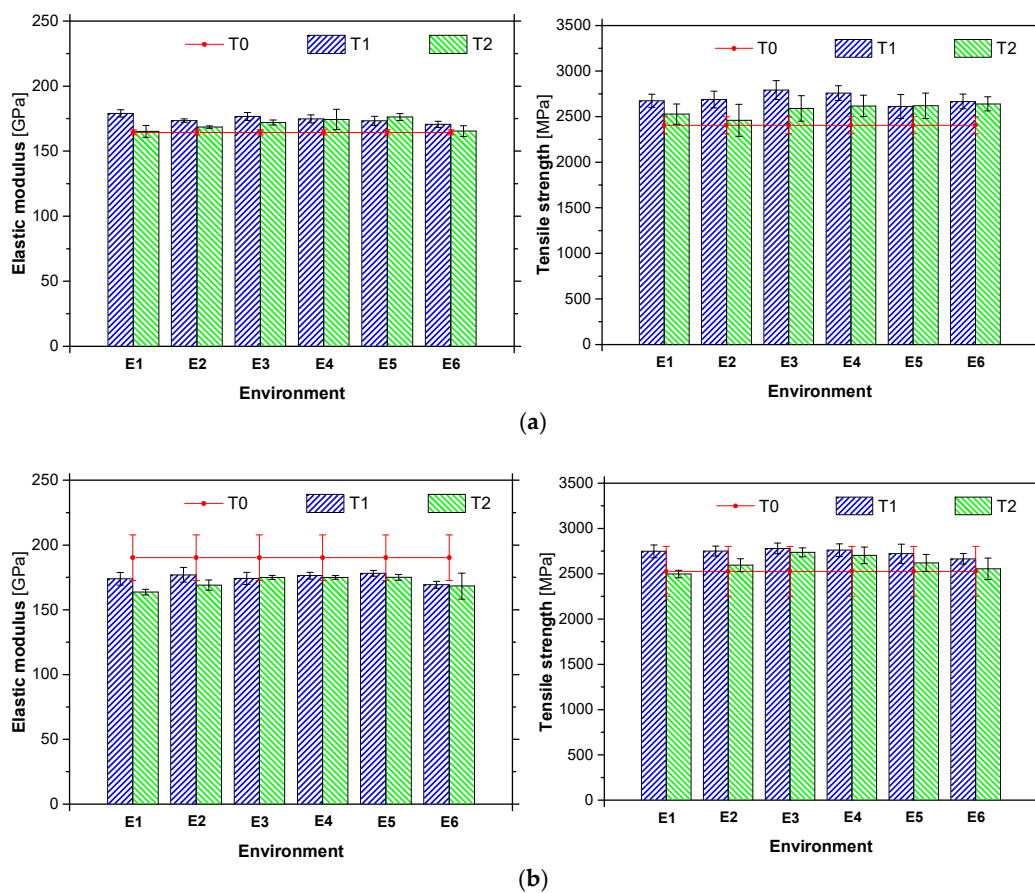 T0 T1 T2
Elastic modulus [GPa]
250
200
150
100
50
0
E1 E2 E3 E4 E5 E6
Environment
T0 T1 T2
Tensile strength [MPa]
3500
3000
2500
2000
1500
1000
500
0
E1 E2 E3 E4 E5 E6
Environment
(a)
T0 T1 T2
Elastic modulus [GPa]
250
200
150
100
50
0
E1 E2 E3 E4 E5 E6
Environment
T0 T1 T2
Tensile strength [MPa]
3500
3000
2500
2000
1500
1000
500
0
E1 E2 E3 E4 E5 E6
Environment
(b)